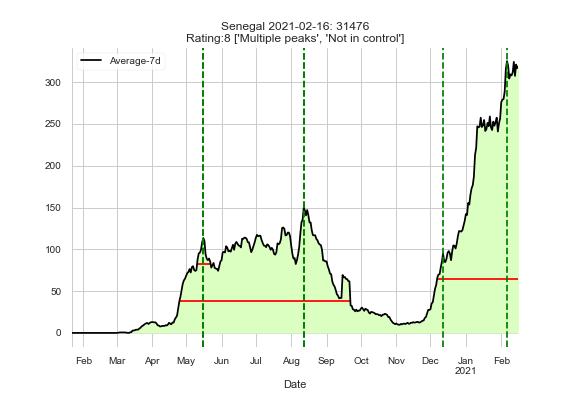 Senegal 2021-02-16: 31476
Rating:8 ['Multiple peaks', 'Not in control']
Average-7d
300
250
200
150
100
50
0
Feb Mar Apr May Jun Jul Aug Sep Oct Nov Dec Jan Feb
2021
Date